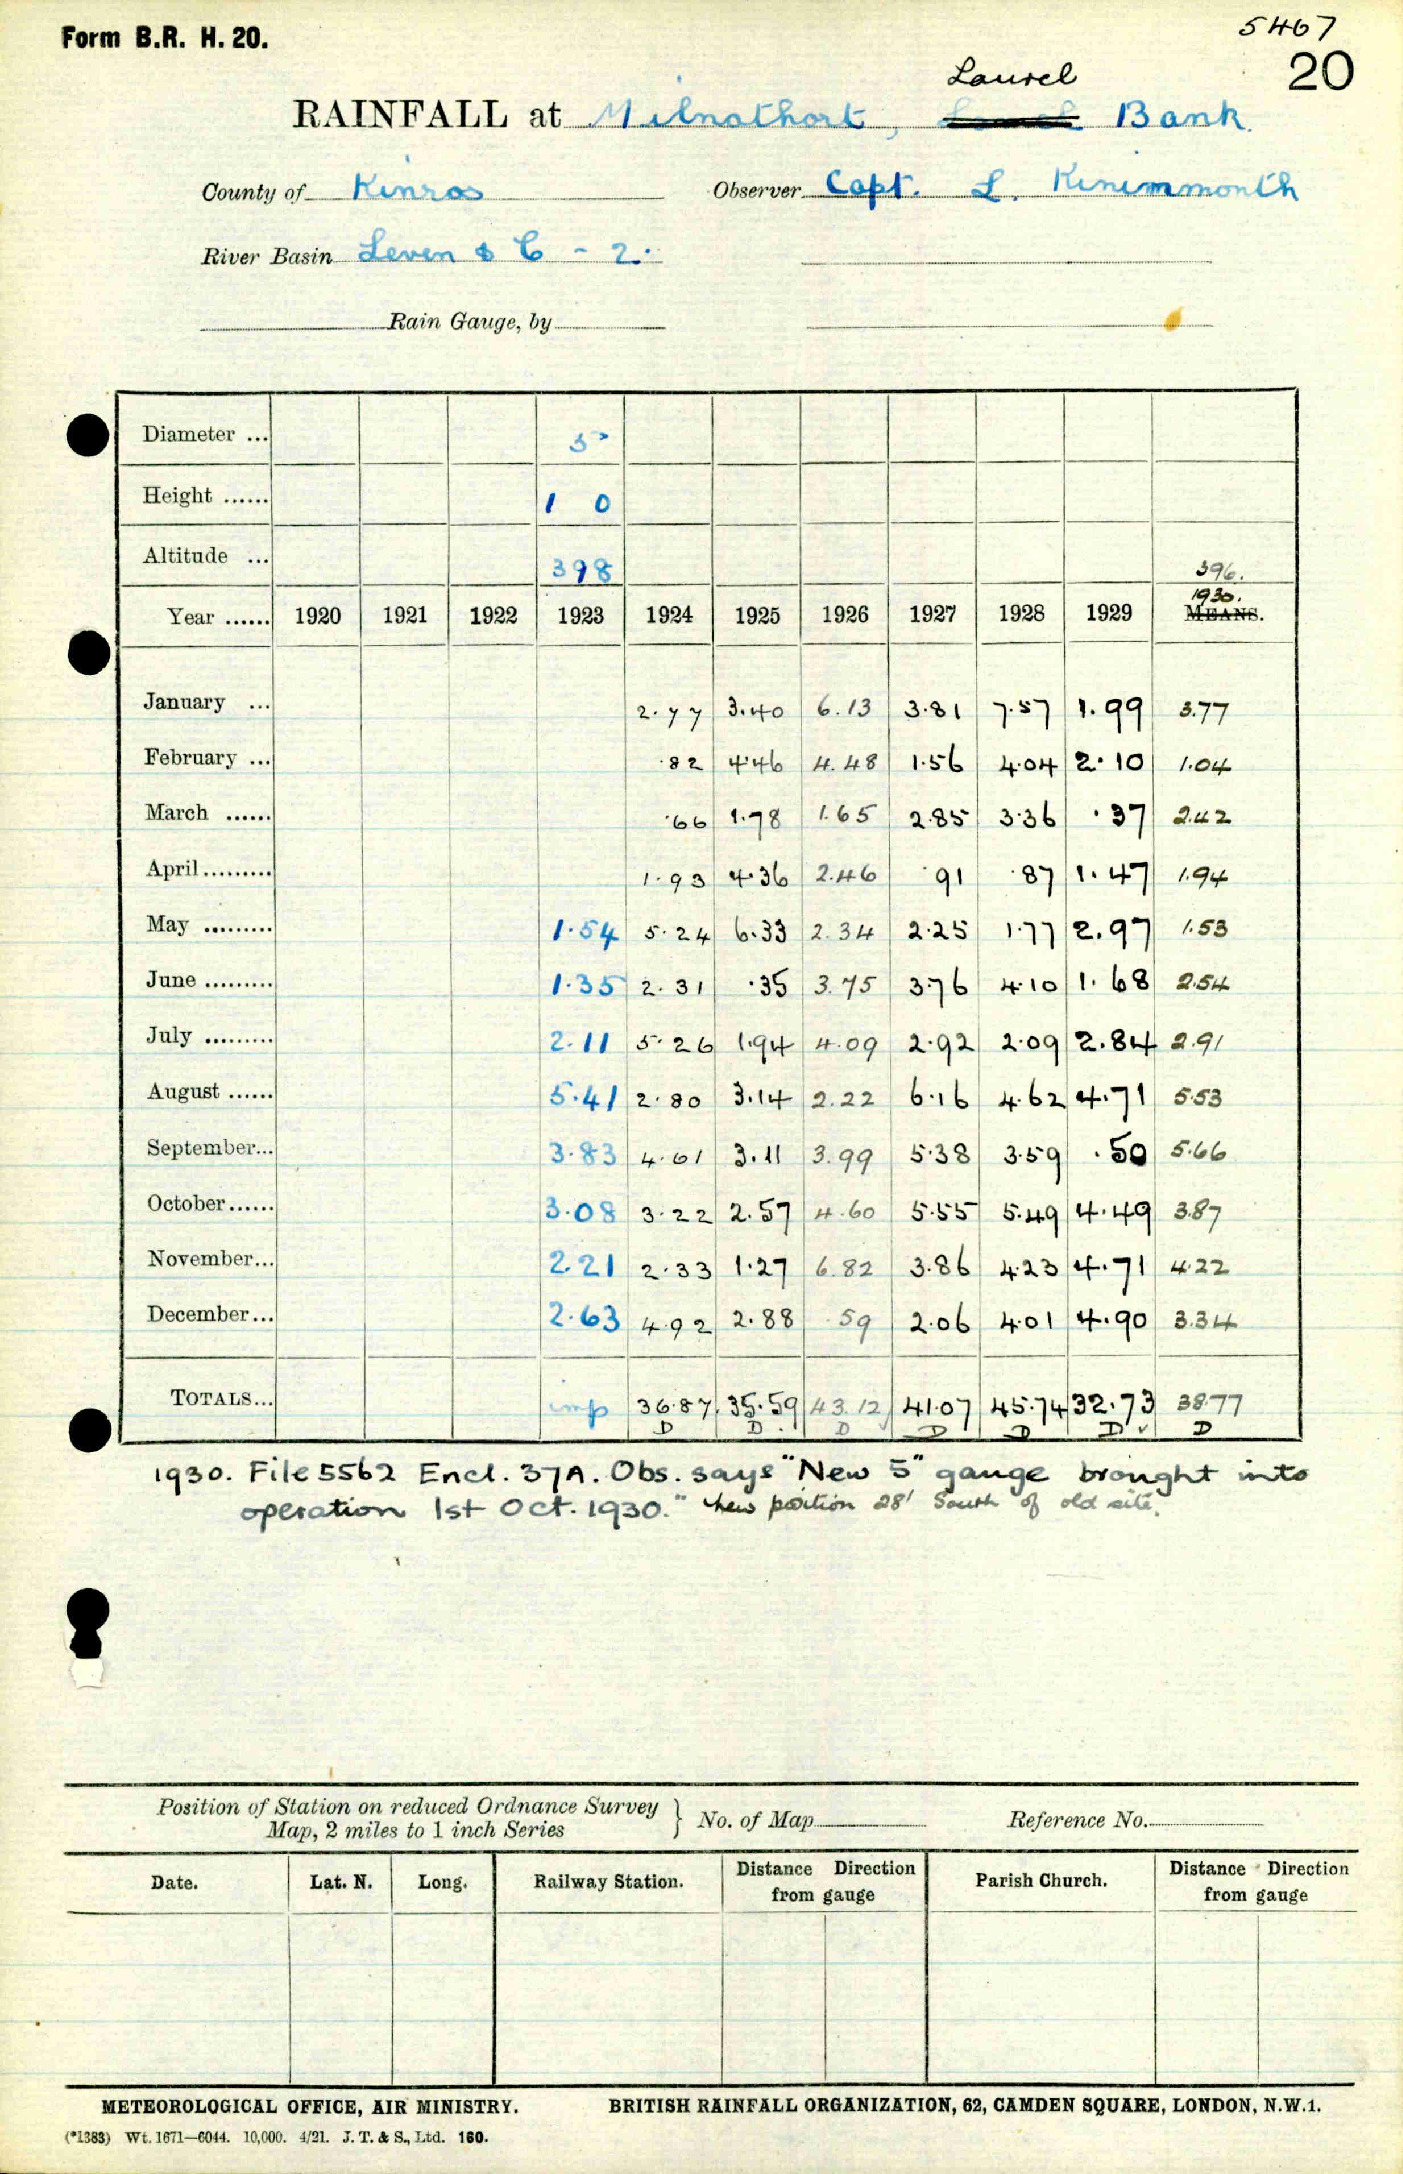 Form B.R. H. 20.
5467
20
Laurel
RAINFALL at Milnathort, Bank.
County of Kinross Observer Capt. L. Kinimmonth
River Basin Leven & C - 2.
Rain Gauge, by
Diameter ... 5"
Height ...... 1 0
Altitude ... 398 396.
1930.
Year ...... 1920 1921 1922 1923 1924 1925 1926 1927 1928 1929 MEANS.
January ... 2.77 3.40 6.13 3.81 7.57 1.99 3.77
February ... .82 4.46 4.48 1.56 4.04 2.10 1.04
March ...... .66 1.78 1.65 2.85 3.36 .37 2.42
April ......... 1.93 4.36 2.46 .91 .87 1.47 1.94
May ......... 1.54 5.24 6.33 2.34 2.25 1.77 2.97 1.53
June ......... 1.35 2.31 .35 3.75 3.76 4.10 1.68 2.54
July ......... 2.11 5.26 1.94 4.09 2.92 2.09 2.84 2.91
August ...... 5.41 2.80 3.14 2.22 6.16 4.62 4.71 5.53
September... 3.83 4.61 3.11 3.99 5.38 3.59 .50 5.66
October...... 3.08 3.22 2.57 4.60 5.55 5.49 4.49 3.87
November... 2.21 2.33 1.27 6.82 3.86 4.23 4.71 4.22
December... 2.63 4.92 2.88 .59 2.06 4.01 4.90 3.34
TOTALS... imp 36.87 35.59 43.12 41.07 45.74 32.73 38.77
D D D D D D D
1930. File 5562 Encl. 37A. Obs. says "New 5" gauge brought into
operation 1st Oct. 1930." New position 28' South of old site.
Position of Station on reduced Ordnance Survey
Map, 2 miles to 1 inch Series } No. of Map Reference No.
Date. Lat. N. Long. Railway Station. Distance Direction from gauge Parish Church. Distance Direction from gauge
METEOROLOGICAL OFFICE, AIR MINISTRY. BRITISH RAINFALL ORGANIZATION, 62, CAMDEN SQUARE, LONDON, N.W.1.
(*1383) Wt. 1671—6044. 10,000. 4/21. J. T. & S., Ltd. 160.